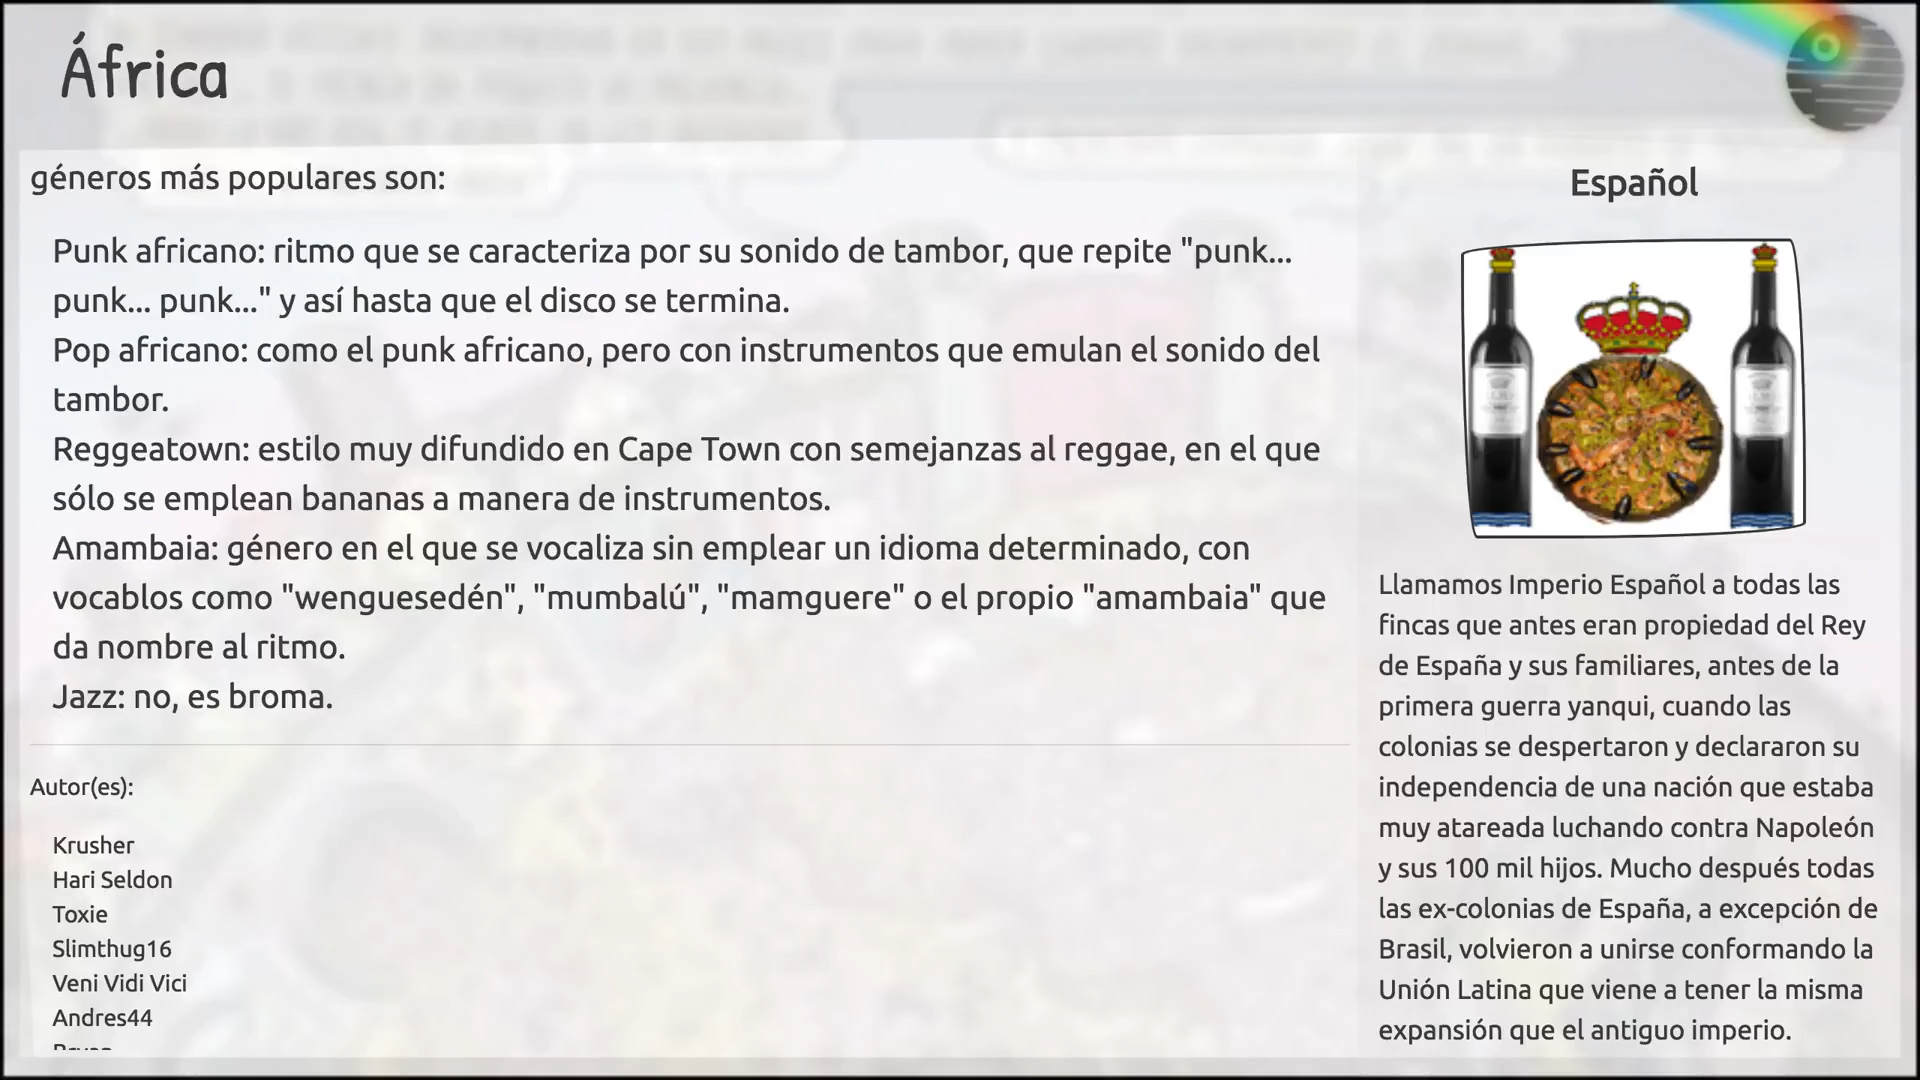 África
géneros más populares son:
Punk africano: ritmo que se caracteriza por su sonido de tambor, que repite "punk...
punk... punk..." y así hasta que el disco se termina.
Pop africano: como el punk africano, pero con instrumentos que emulan el sonido del
tambor.
Reggeatown: estilo muy difundido en Cape Town con semejanzas al reggae, en el que
sólo se emplean bananas a manera de instrumentos.
Amambaia: género en el que se vocaliza sin emplear un idioma determinado, con
vocablos como "wenguesedén", "mumbalú", "mamguere" o el propio "amambaia" que
da nombre al ritmo.
Jazz: no, es broma.
Autor(es):
Krusher
Hari Seldon
Toxie
Slimthug16
Veni Vidi Vici
Andres44
Español
Llamamos Imperio Español a todas las
fincas que antes eran propiedad del Rey
de España y sus familiares, antes de la
primera guerra yanqui, cuando las
colonias se despertaron y declararon su
independencia de una nación que estaba
muy atareada luchando contra Napoleón
y sus 100 mil hijos. Mucho después todas
las ex-colonias de España, a excepción de
Brasil, volvieron a unirse conformando la
Unión Latina que viene a tener la misma
expansión que el antiguo imperio.